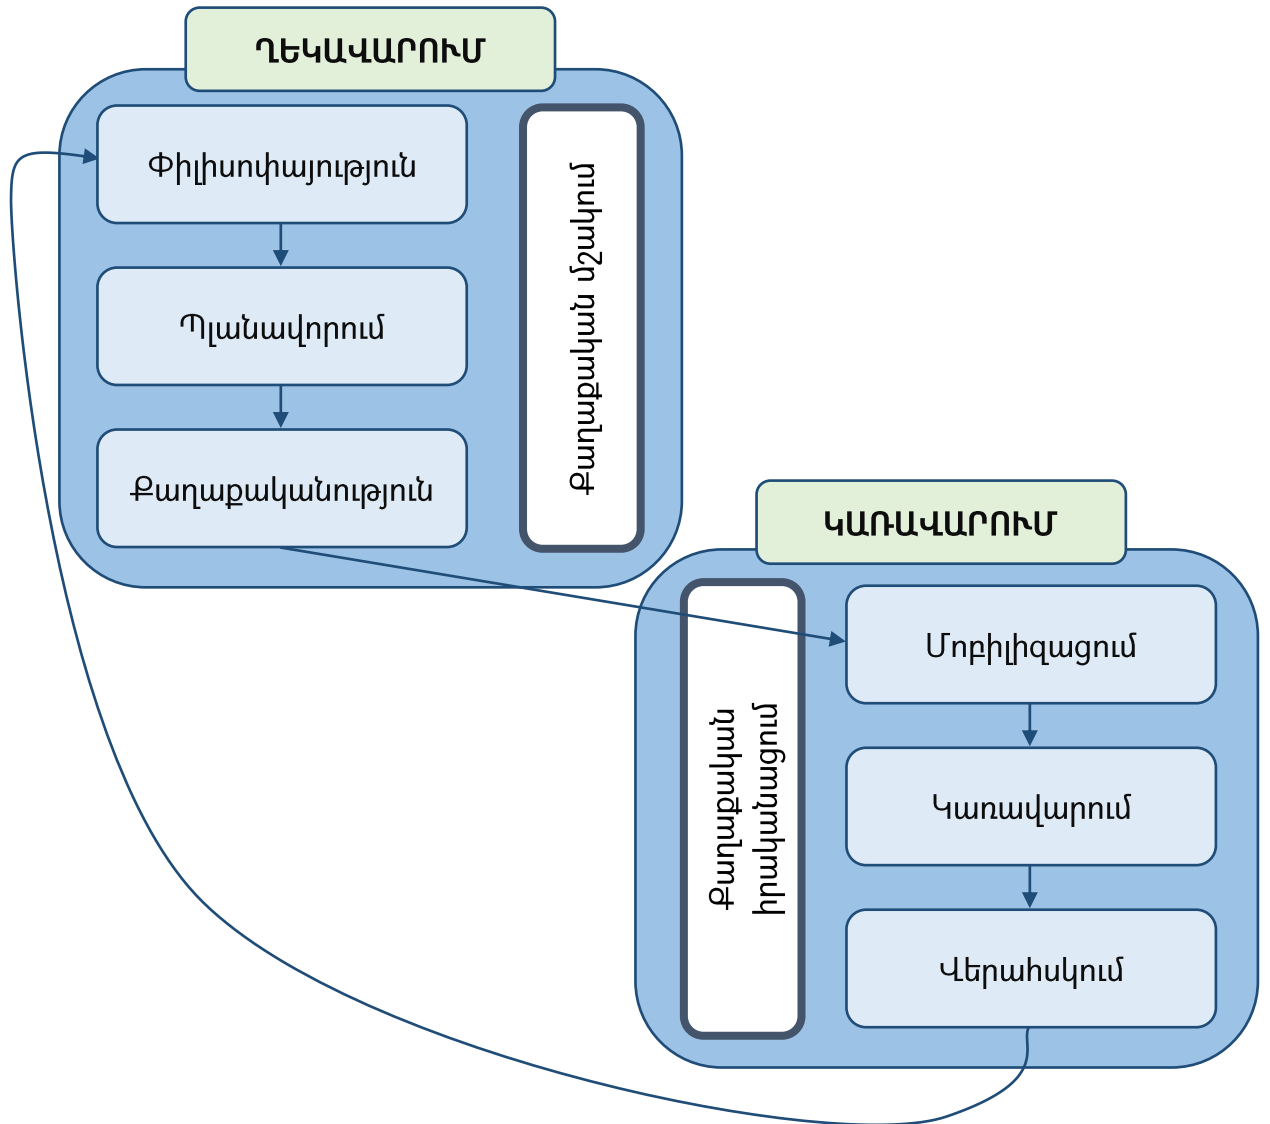 ՂԵԿԱՎԱՐՈՒՄ
Փիլիսոփայություն
Պլանավորում
Քաղաքականություն
Քաղաքական մշակում
ԿԱՌԱՎԱՐՈՒՄ
Քաղաքական
իրականացում
Մոբիլիզացում
Կառավարում
Վերահսկում